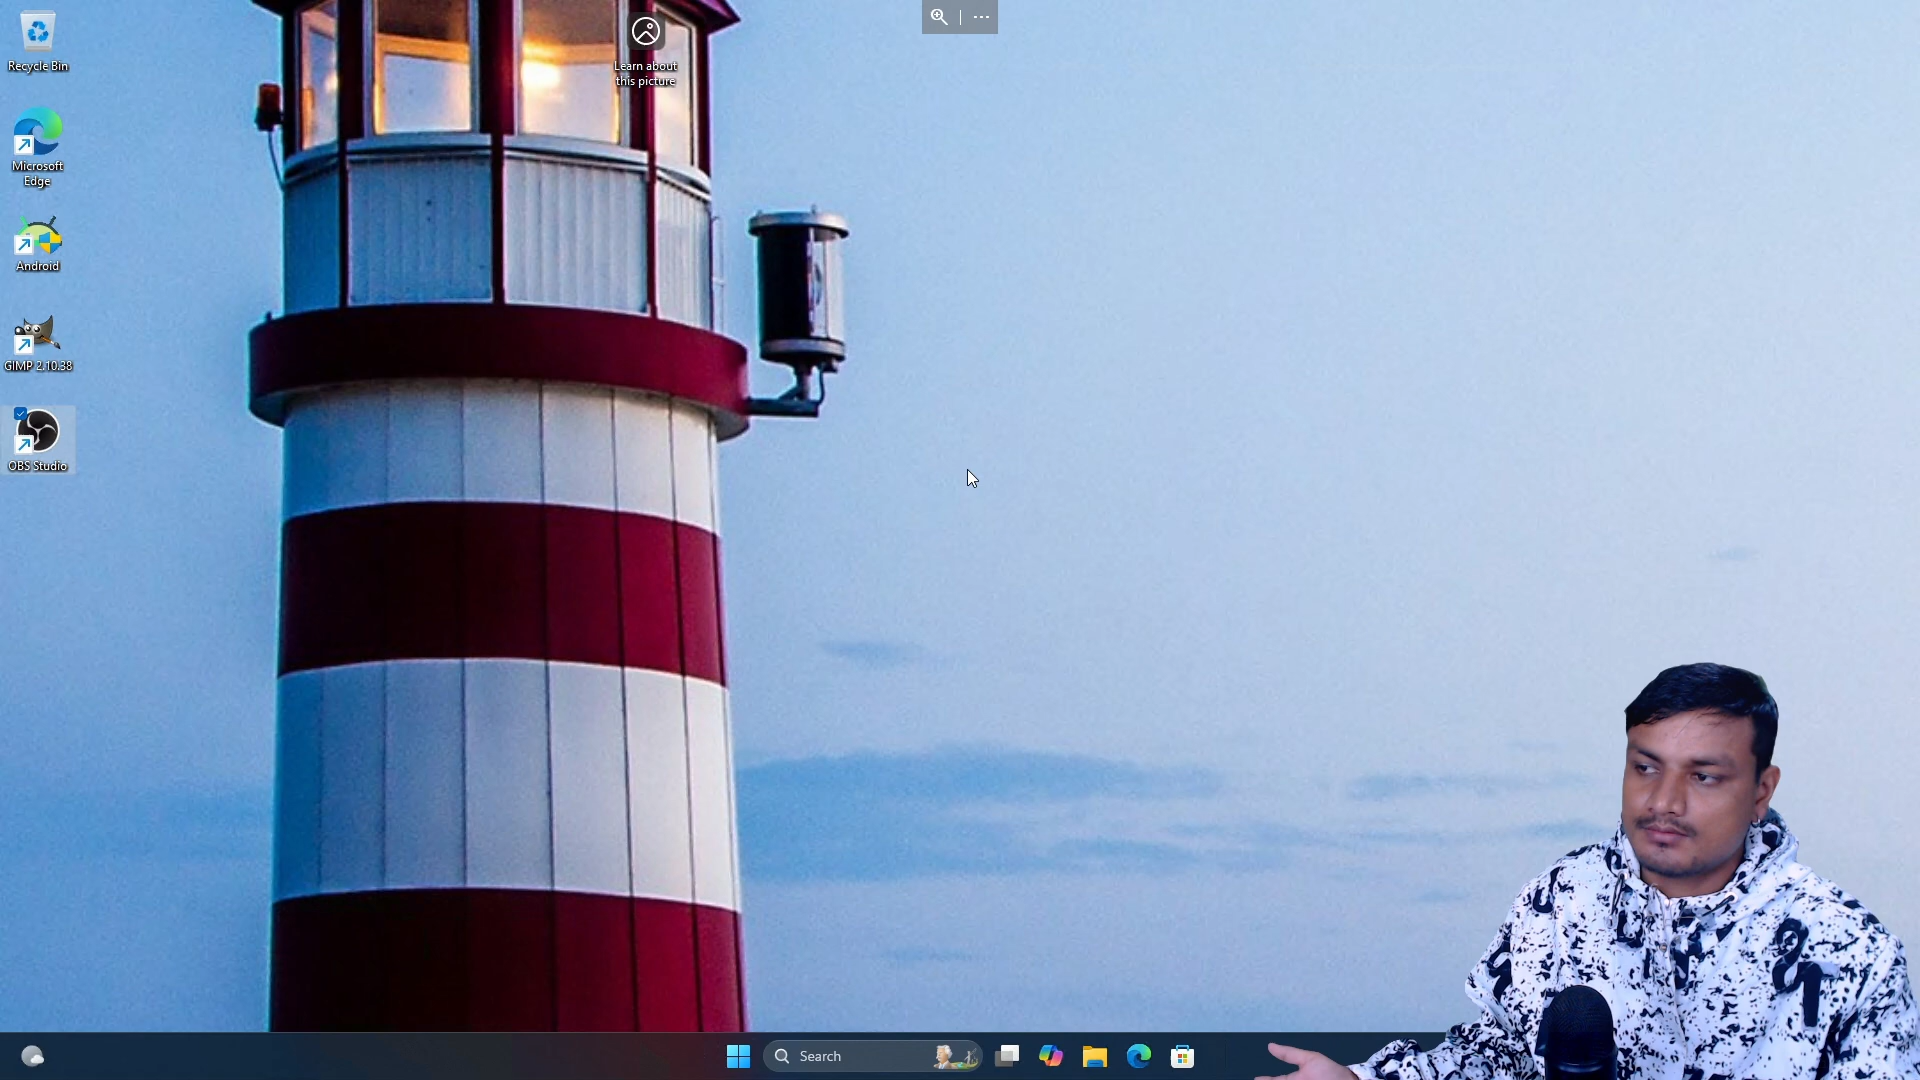 Recycle Bin
Learn about
this picture
Microsoft
Edge
Android
GIMP 2.10.38
OBS Studio
Search